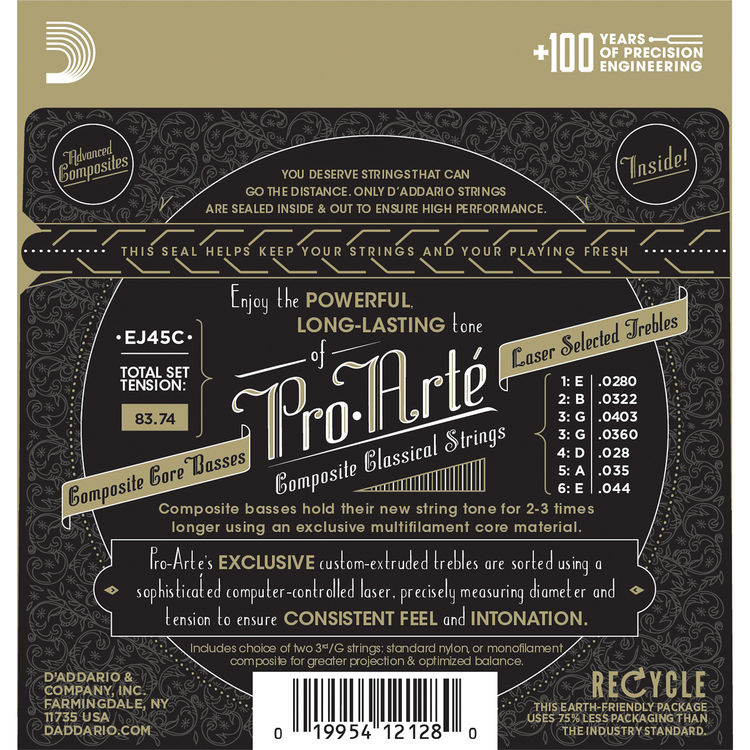 +100 YEARS
OF PRECISION
ENGINEERING
Advanced
Composites
Inside!
YOU DESERVE STRINGS THAT CAN
GO THE DISTANCE. ONLY D'ADDARIO STRINGS
ARE SEALED INSIDE & OUT TO ENSURE HIGH PERFORMANCE.
THIS SEAL HELPS KEEP YOUR STRINGS AND YOUR PLAYING FRESH
Enjoy the POWERFUL,
LONG-LASTING tone
of
Pro·Arté
Composite Classical Strings
·EJ45C·
TOTAL SET
TENSION:
83.74
Composite Core Basses
Laser Selected Trebles
1: E .0280
2: B .0322
3: G .0403
3: G .0360
4: D .028
5: A .035
6: E .044
Composite basses hold their new string tone for 2-3 times
longer using an exclusive multifilament core material.
Pro-Arte's EXCLUSIVE custom-extruded trebles are sorted using a
sophisticated computer-controlled laser, precisely measuring diameter and
tension to ensure CONSISTENT FEEL and INTONATION.
Includes choice of two 3rd/G strings: standard nylon, or monofilament
composite for greater projection & optimized balance.
D'ADDARIO &
COMPANY, INC.
FARMINGDALE, NY
11735 USA
DADDARIO.COM
0 19954 12128 0
RECYCLE
THIS EARTH-FRIENDLY PACKAGE
USES 75% LESS PACKAGING THAN
THE INDUSTRY STANDARD.